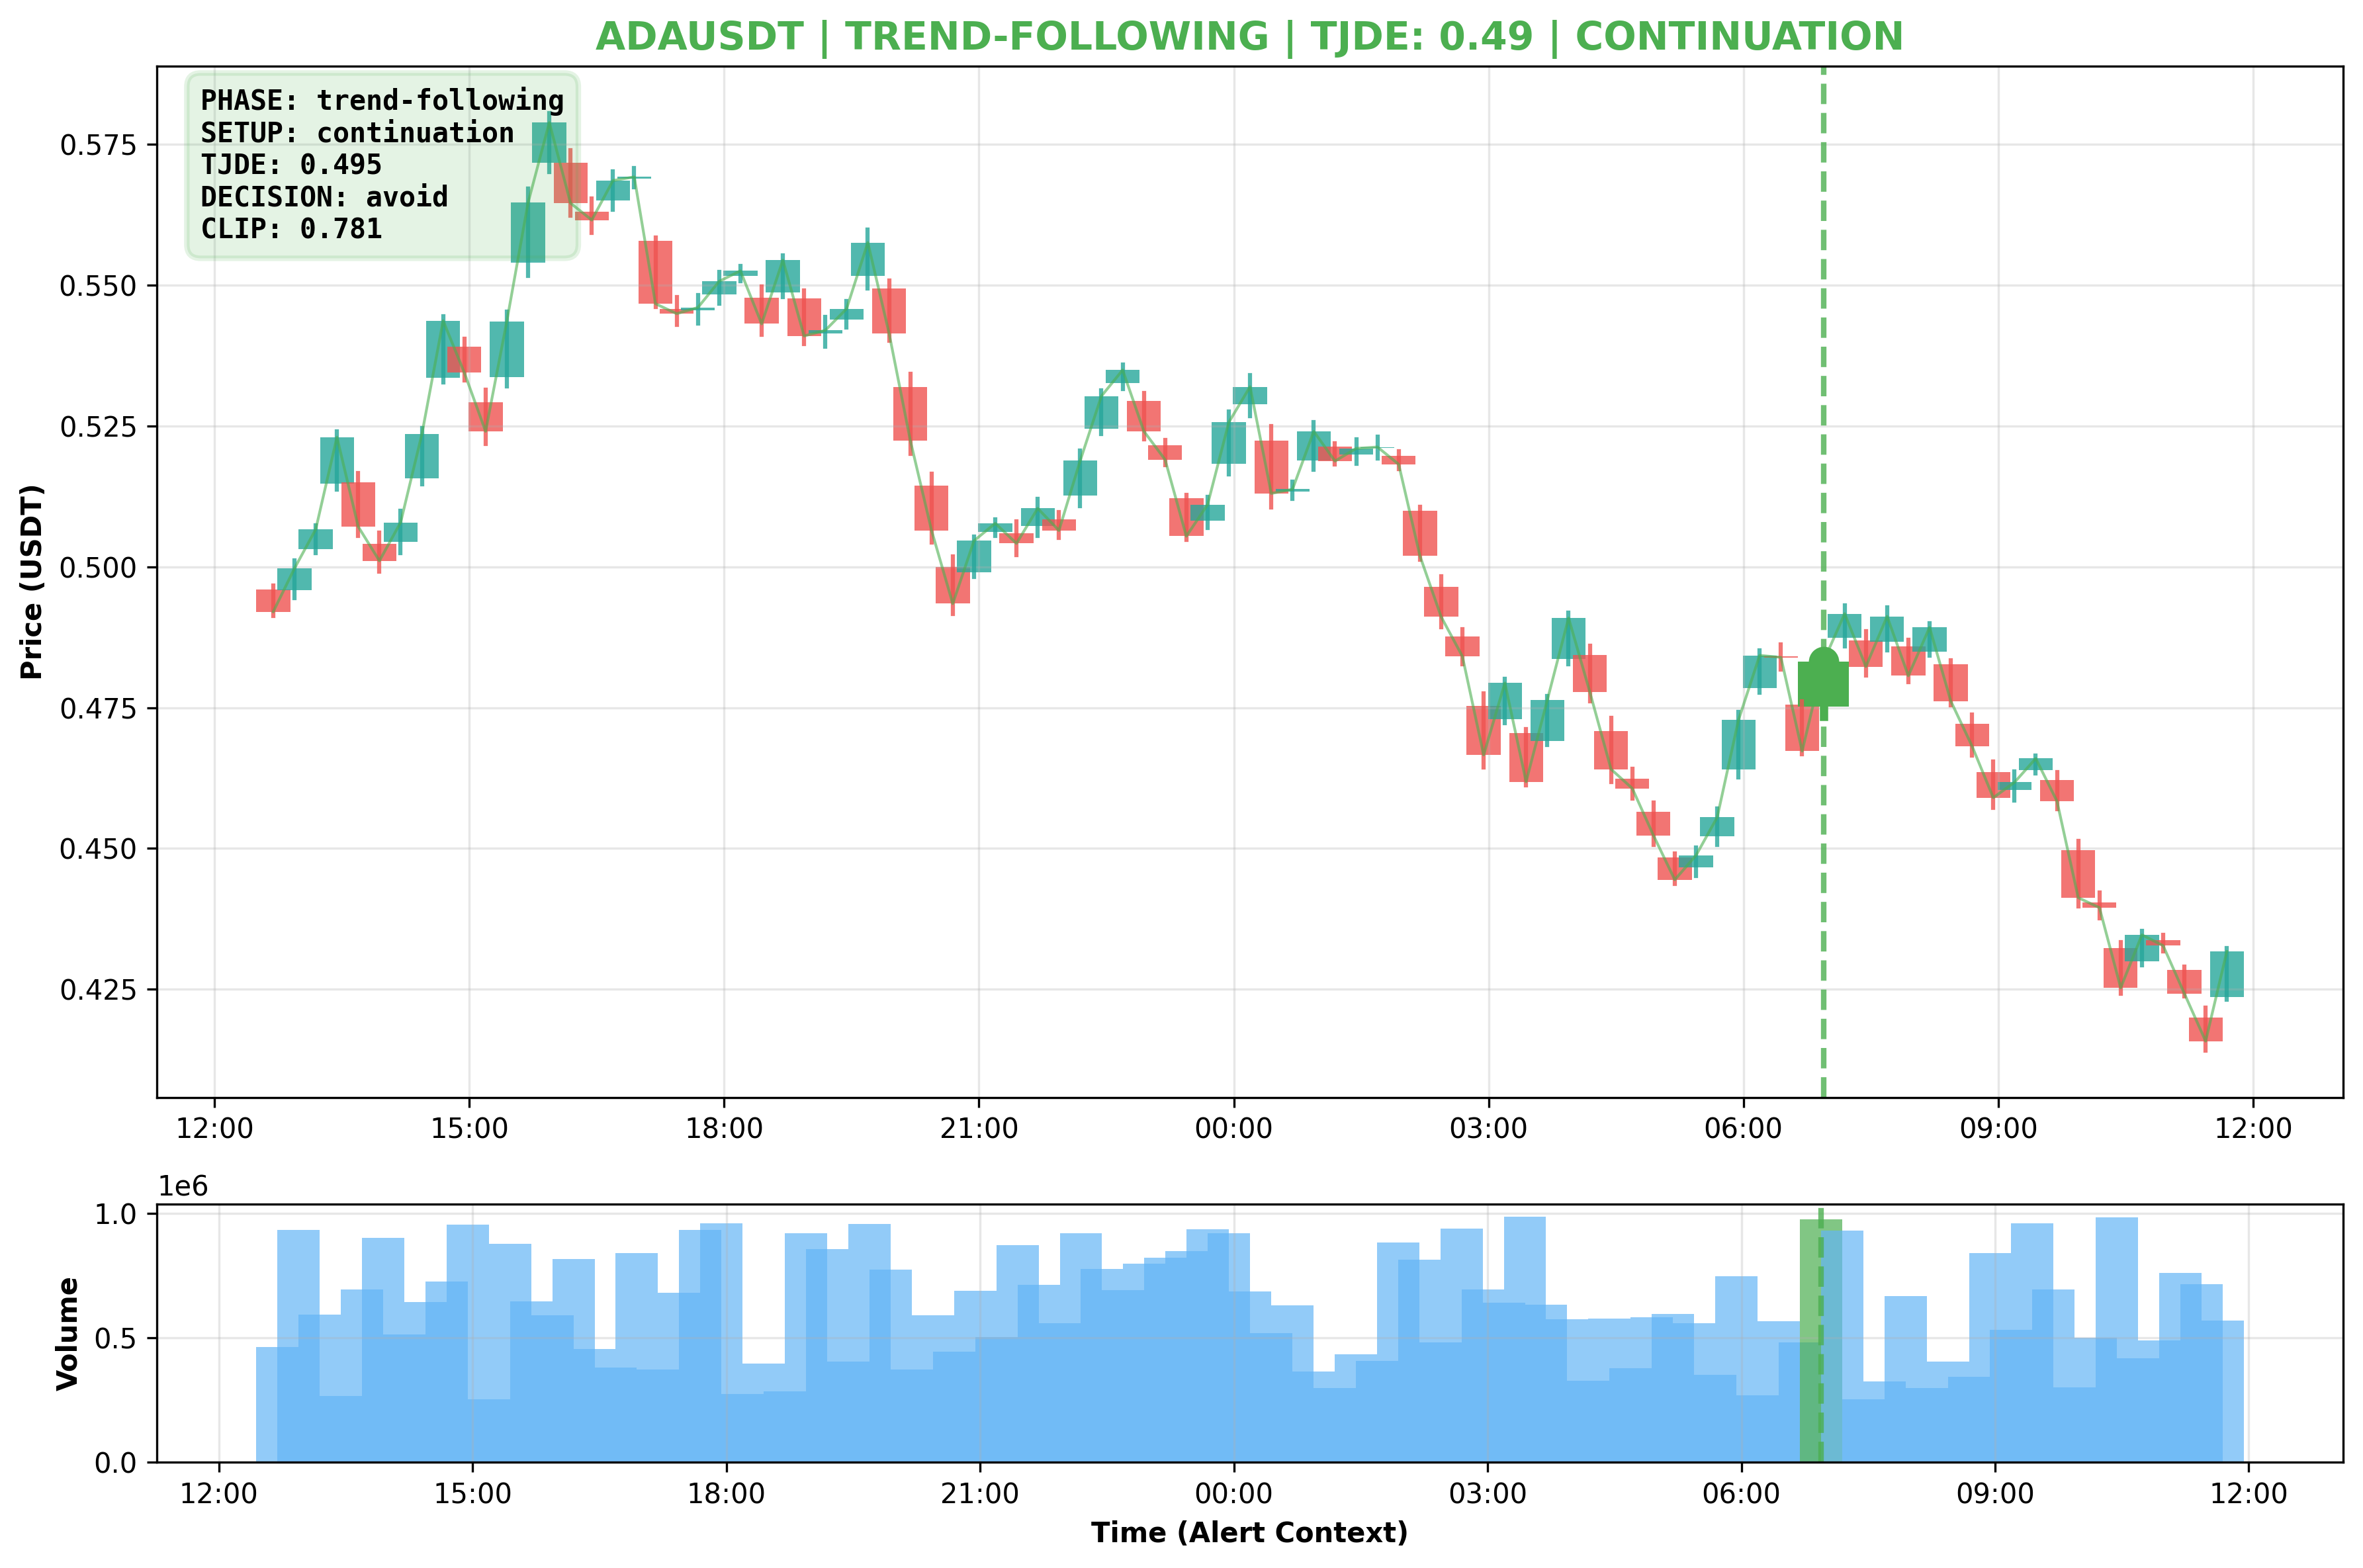 ADAUSDT | TREND-FOLLOWING | TJDE: 0.49 | CONTINUATION
PHASE: trend-following
SETUP: continuation
TJDE: 0.495
DECISION: avoid
CLIP: 0.781
Price (USDT)
0.575
0.550
0.525
0.500
0.475
0.450
0.425
12:00 15:00 18:00 21:00 00:00 03:00 06:00 09:00 12:00
1e6
Volume
1.0
0.5
0.0
12:00 15:00 18:00 21:00 00:00 03:00 06:00 09:00 12:00
Time (Alert Context)